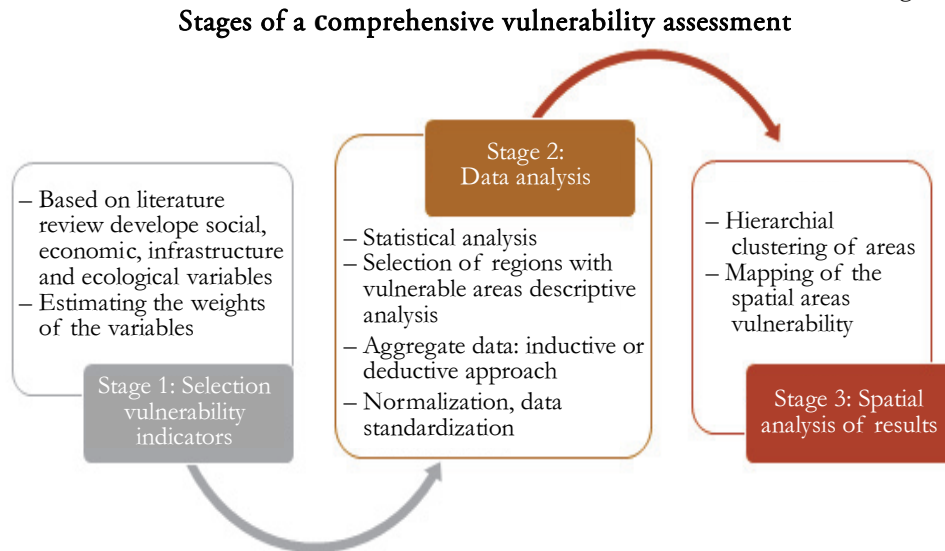 Stages of a comprehensive vulnerability assessment
– Based on literature
review develope social,
economic, infrastructure
and ecological variables
– Estimating the weights
of the variables
Stage 1: Selection
vulnerability
indicators
Stage 2:
Data analysis
– Statistical analysis
– Selection of regions with
vulnerable areas descriptive
analysis
– Aggregate data: inductive or
deductive approach
– Normalization, data
standardization
– Hierarchial
clustering of areas
– Mapping of the
spatial areas
vulnerability
Stage 3: Spatial
analysis of results